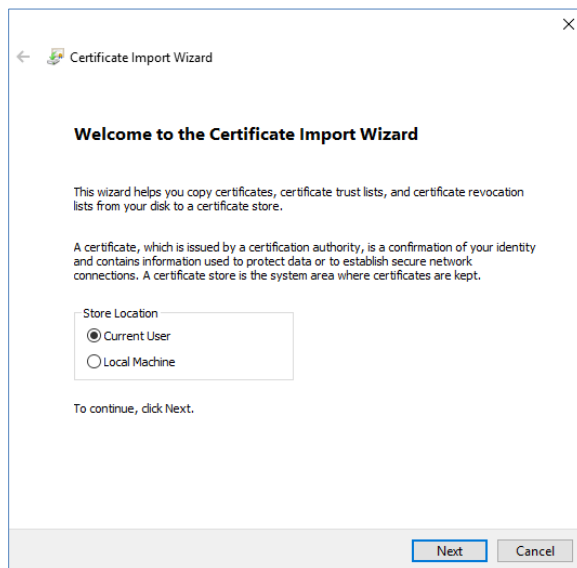 Certificate Import Wizard
Welcome to the Certificate Import Wizard
This wizard helps you copy certificates, certificate trust lists, and certificate revocation
lists from your disk to a certificate store.
A certificate, which is issued by a certification authority, is a confirmation of your identity
and contains information used to protect data or to establish secure network
connections. A certificate store is the system area where certificates are kept.
Store Location
Current User
Local Machine
To continue, click Next.
Next
Cancel